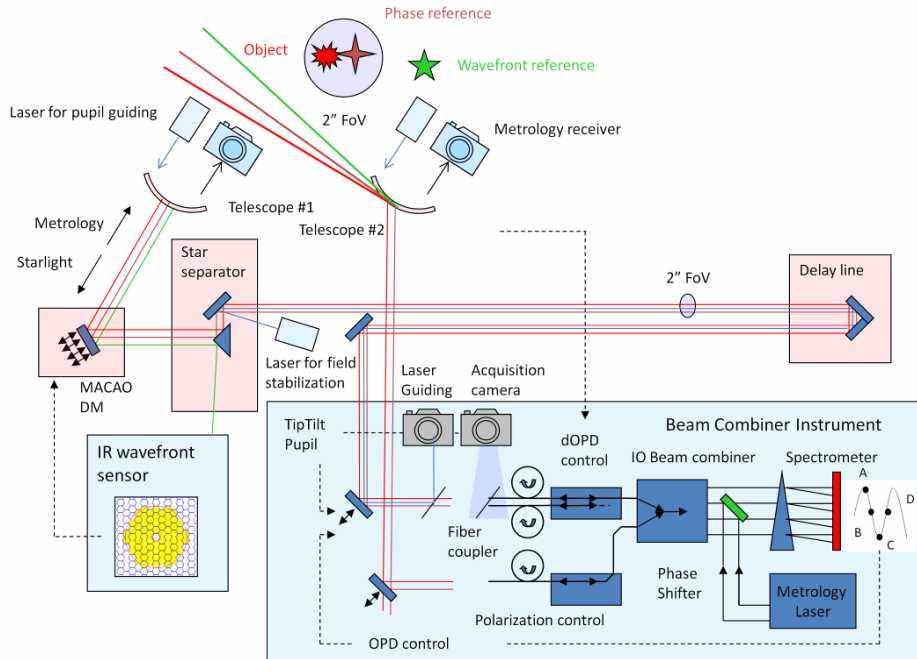 Phase reference
Object
Wavefront reference
Laser for pupil guiding
2” FoV
Metrology receiver
Telescope #1
Metrology
Telescope #2
Starlight
Star
separator
2” FoV
Delay line
MACAO
DM
Laser for field
stabilization
Laser
Guiding
Acquisition
camera
IR wavefront
sensor
TipTilt
Pupil
Beam Combiner Instrument
dOPD
control
IO Beam combiner
Spectrometer
A
D
B
C
Fiber
coupler
Phase
Shifter
Metrology
Laser
Polarization control
OPD control